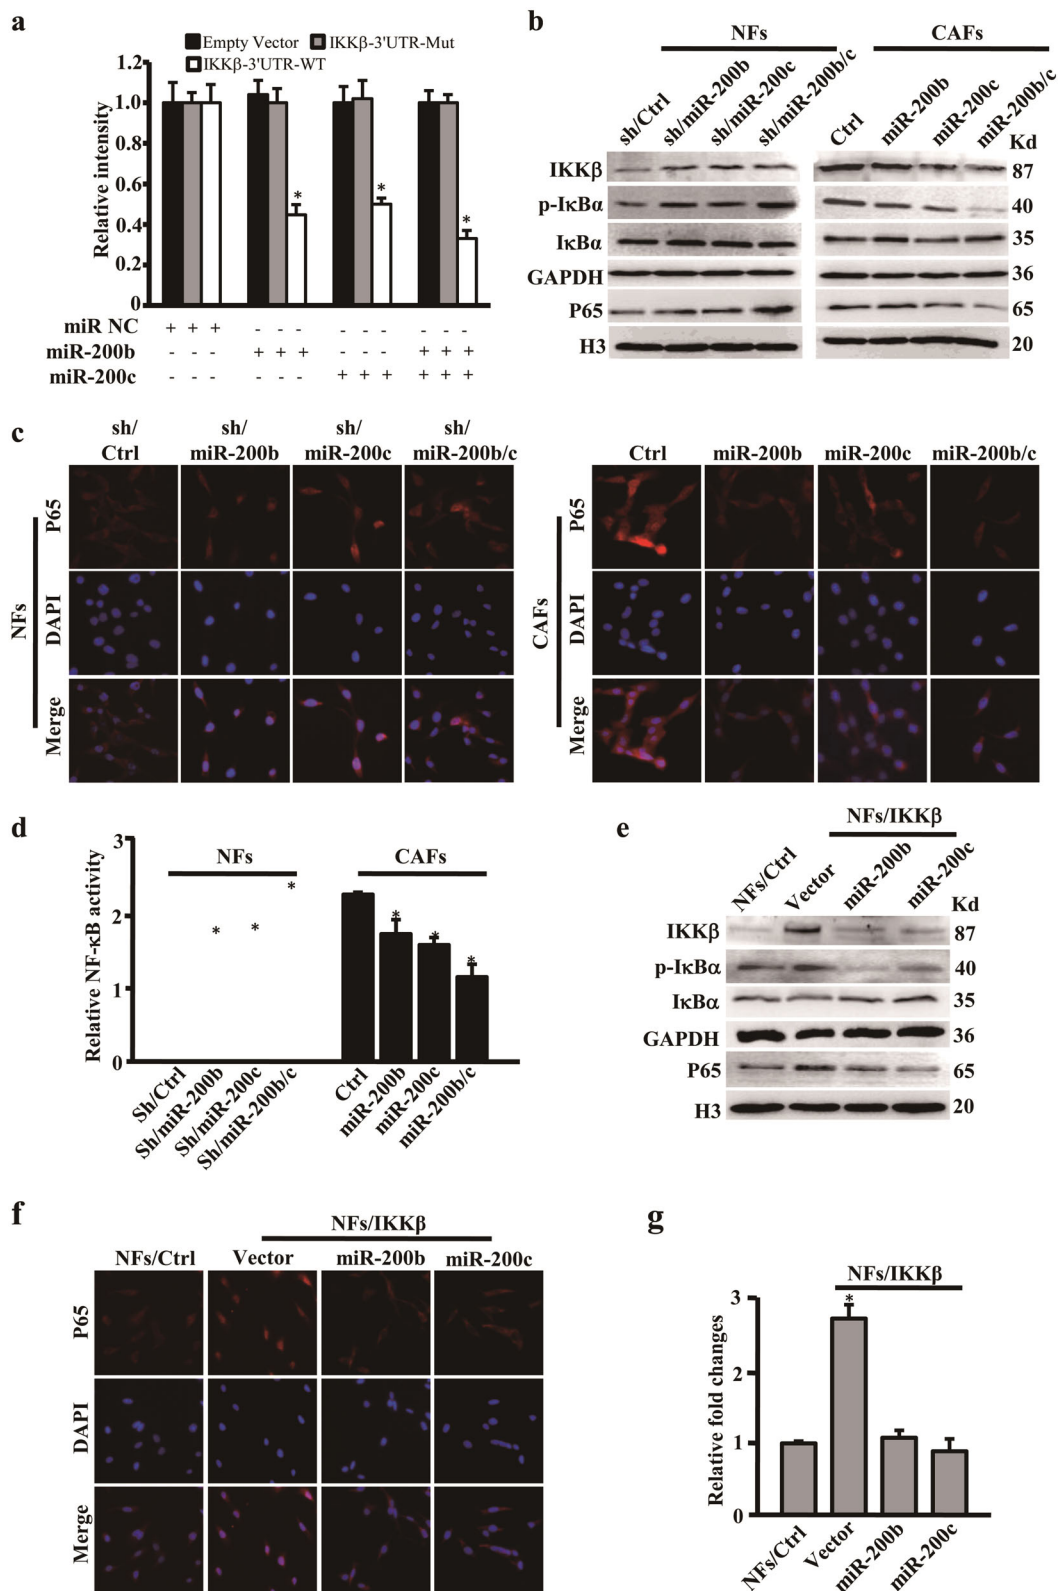 a
Empty Vector IKKβ-3'UTR-Mut
IKKβ-3'UTR-WT
Relative intensity
1.2
1.0
0.8
0.6
0.4
0.2
0
miR NC + + + - - - - - - - - -
miR-200b - - - + + + - - - + + +
miR-200c - - - - - - + + + + + +
* * *
b
NFs CAFs
sh/Ctrl sh/miR-200b sh/miR-200c sh/miR-200b/c Ctrl miR-200b miR-200c miR-200b/c Kd
IKKβ 87
p-IκBα 40
IκBα 35
GAPDH 36
P65 65
H3 20
c
sh/ sh/ sh/ sh/
Ctrl miR-200b miR-200c miR-200b/c Ctrl miR-200b miR-200c miR-200b/c
NFs
P65
DAPI
Merge
CAFs
P65
DAPI
Merge
d
Relative NF-κB activity
3
2
1
0
NFs CAFs
* * * * * *
Sh/Ctrl Sh/miR-200b Sh/miR-200c Sh/miR-200b/c Ctrl miR-200b miR-200c miR-200b/c
e
NFs/IKKβ
NFs/Ctrl Vector miR-200b miR-200c Kd
IKKβ 87
p-IκBα 40
IκBα 35
GAPDH 36
P65 65
H3 20
f
NFs/IKKβ
NFs/Ctrl Vector miR-200b miR-200c
P65
DAPI
Merge
g
NFs/IKKβ
Relative fold changes
3
2
1
0
*
NFs/Ctrl Vector miR-200b miR-200c